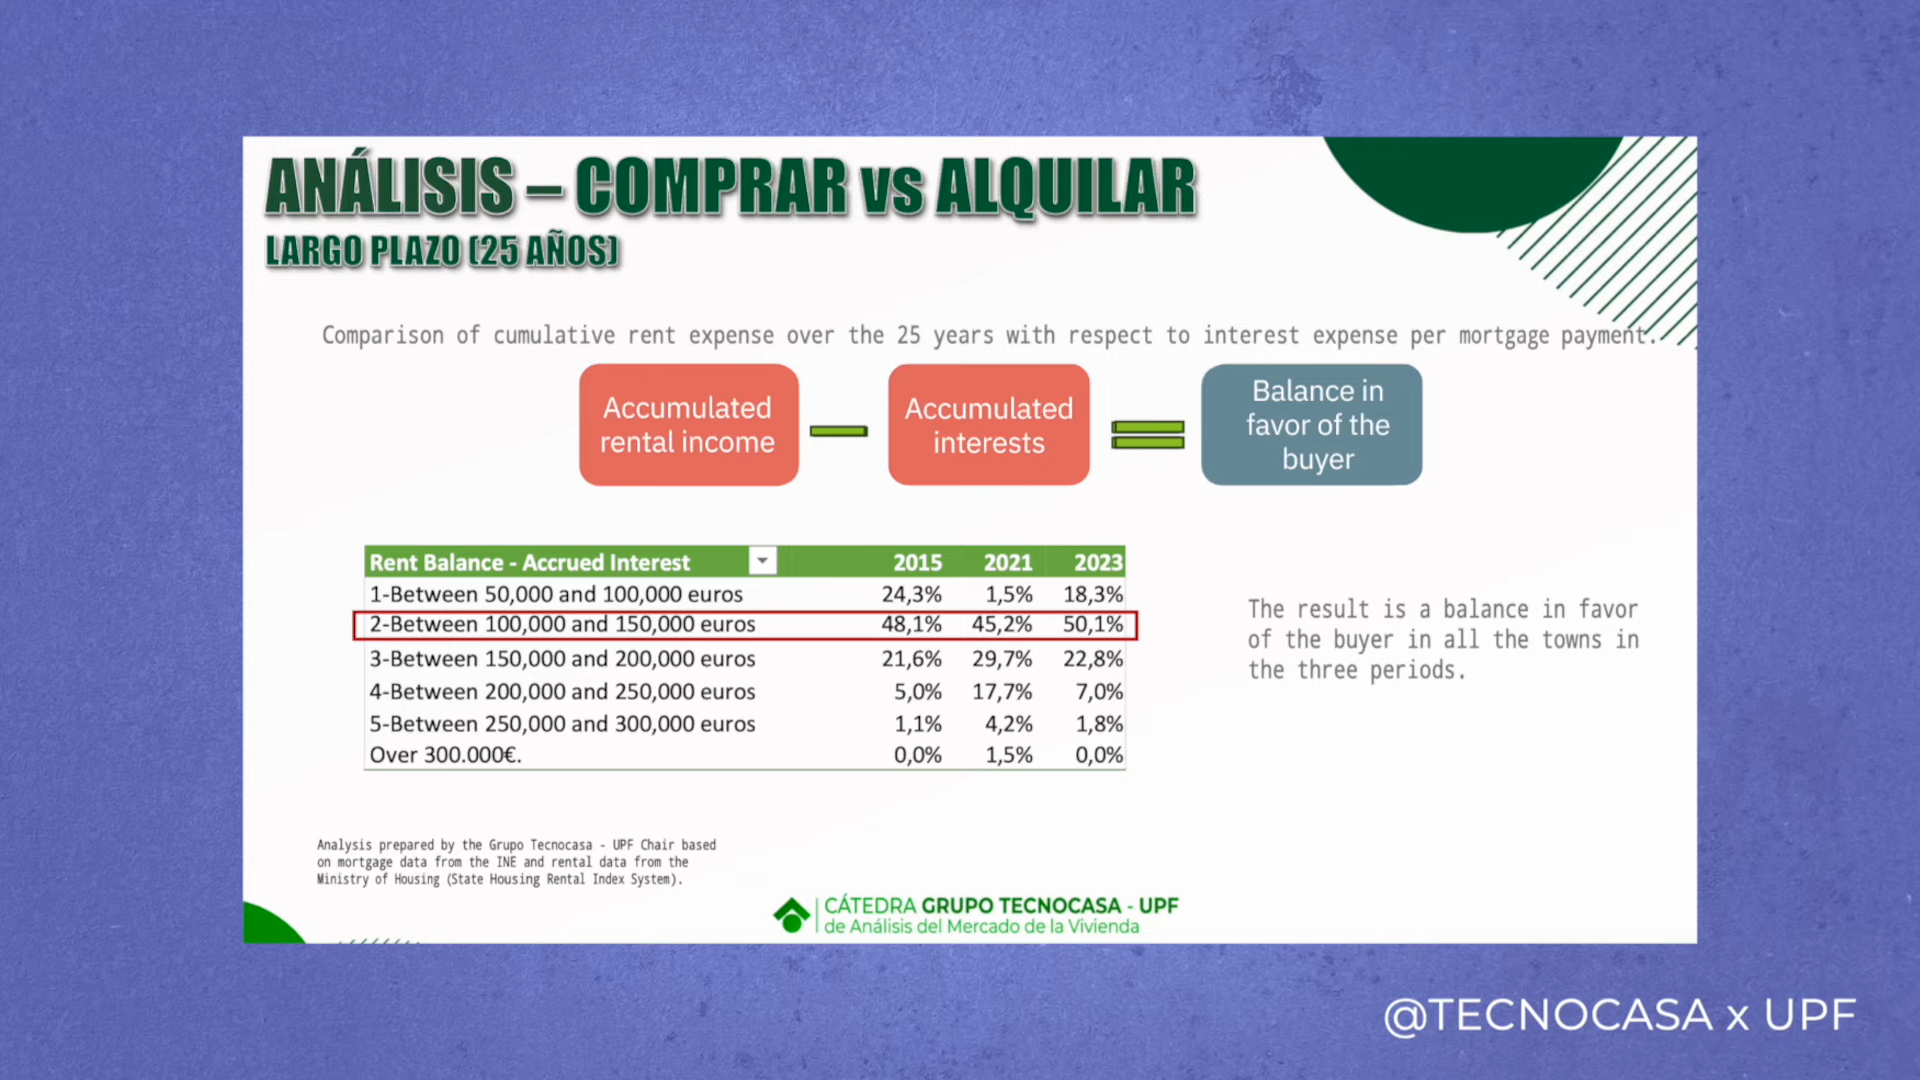 ANÁLISIS – COMPRAR vs ALQUILAR
LARGO PLAZO (25 AÑOS)
Comparison of cumulative rent expense over the 25 years with respect to interest expense per mortgage payment.
Accumulated
rental income
Accumulated
interests
Balance in
favor of the
buyer
Rent Balance - Accrued Interest 2015 2021 2023
1-Between 50,000 and 100,000 euros 24,3% 1,5% 18,3%
2-Between 100,000 and 150,000 euros 48,1% 45,2% 50,1%
3-Between 150,000 and 200,000 euros 21,6% 29,7% 22,8%
4-Between 200,000 and 250,000 euros 5,0% 17,7% 7,0%
5-Between 250,000 and 300,000 euros 1,1% 4,2% 1,8%
Over 300.000€. 0,0% 1,5% 0,0%
The result is a balance in favor
of the buyer in all the towns in
the three periods.
Analysis prepared by the Grupo Tecnocasa - UPF Chair based
on mortgage data from the INE and rental data from the
Ministry of Housing (State Housing Rental Index System).
CÁTEDRA GRUPO TECNOCASA - UPF
de Análisis del Mercado de la Vivienda
@TECNOCASA x UPF